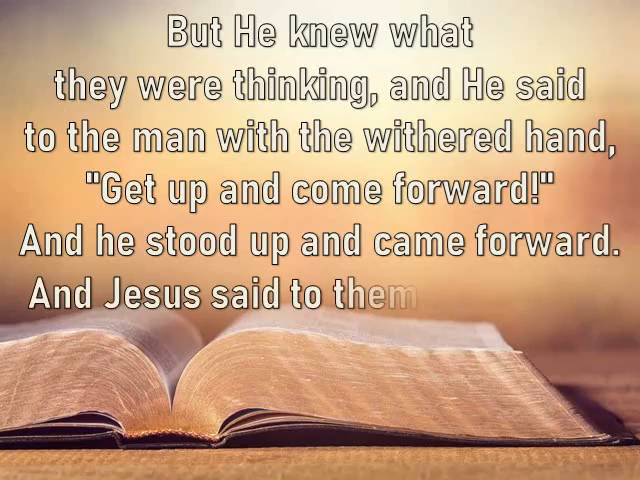 But He knew what
they were thinking, and He said
to the man with the withered hand,
"Get up and come forward!"
And he stood up and came forward.
And Jesus said to them